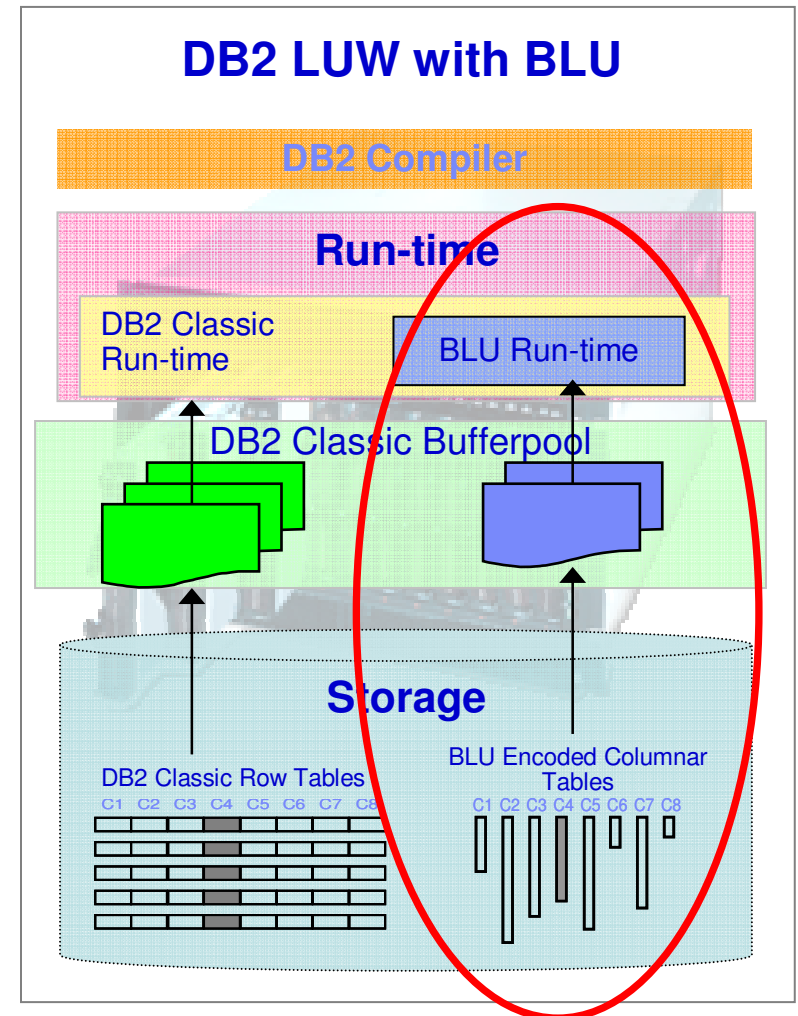 DB2 LUW with BLU
DB2 Compiler
Run-time
DB2 Classic
Run-time
BLU Run-time
DB2 Classic Bufferpool
Storage
DB2 Classic Row Tables
C1 C2 C3 C4 C5 C6 C7 C8
BLU Encoded Columnar
Tables
C1 C2 C3 C4 C5 C6 C7 C8